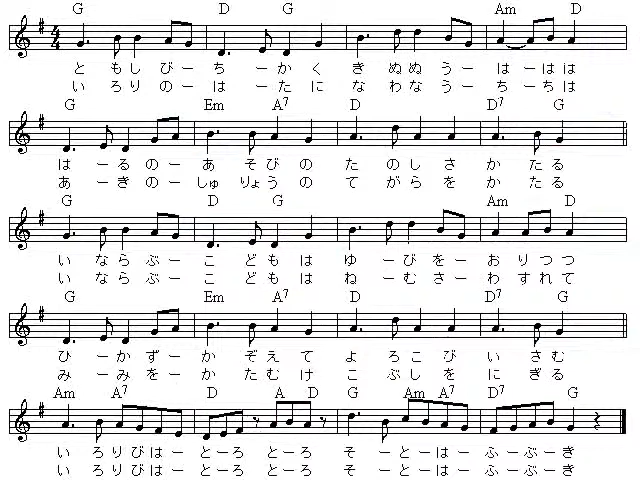 G D G Am D
ともしびーちーかく きぬぬうーはーはは
いろりのーはーたに なわなうーちーちは
G Em A7 D D7 G
はーるのーあそびの たのしさ かたる
あーきのーしゅりょうの てがらを かたる
G D G Am D
いならぶーこどもは ゆーびをーおりつつ
いならぶーこどもは ねーむさーわすれて
G Em A7 D D7 G
ひーかずーかぞえて よろこび いさむ
みーみをーかたむけ こぶしを にぎる
Am A7 D A D G Am A7 D7 G
いろりびはーとーろ とーろ そーとーはーふーぶーき
いろりびはーとーろ とーろ そーとーはーふーぶーき